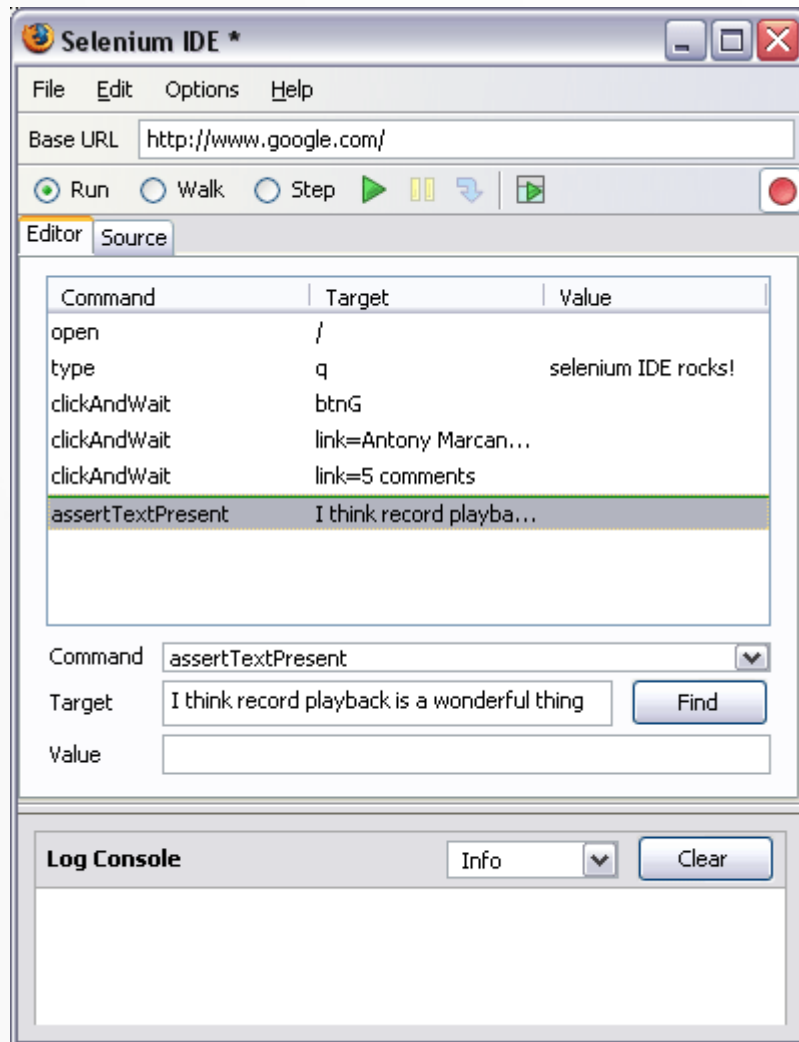 Selenium IDE *
File Edit Options Help
Base URL http://www.google.com/
Run Walk Step
Editor Source
Command Target Value
open /
type q selenium IDE rocks!
clickAndWait btnG
clickAndWait link=Antony Marcan...
clickAndWait link=5 comments
assertTextPresent I think record playba...
Command assertTextPresent
Target I think record playback is a wonderful thing Find
Value
Log Console Info Clear